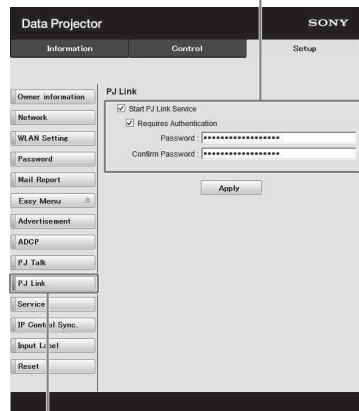 Data Projector
SONY
Information
Control
Setup
Owner information
Network
WLAN Setting
Password
Mail Report
Easy Menu
Advertisement
ADCP
PJ Talk
PJ Link
Service
IP Control Sync.
Input Label
Reset
PJ Link
Start PJ Link Service
Requires Authentication
Password :
Confirm Password :
Apply